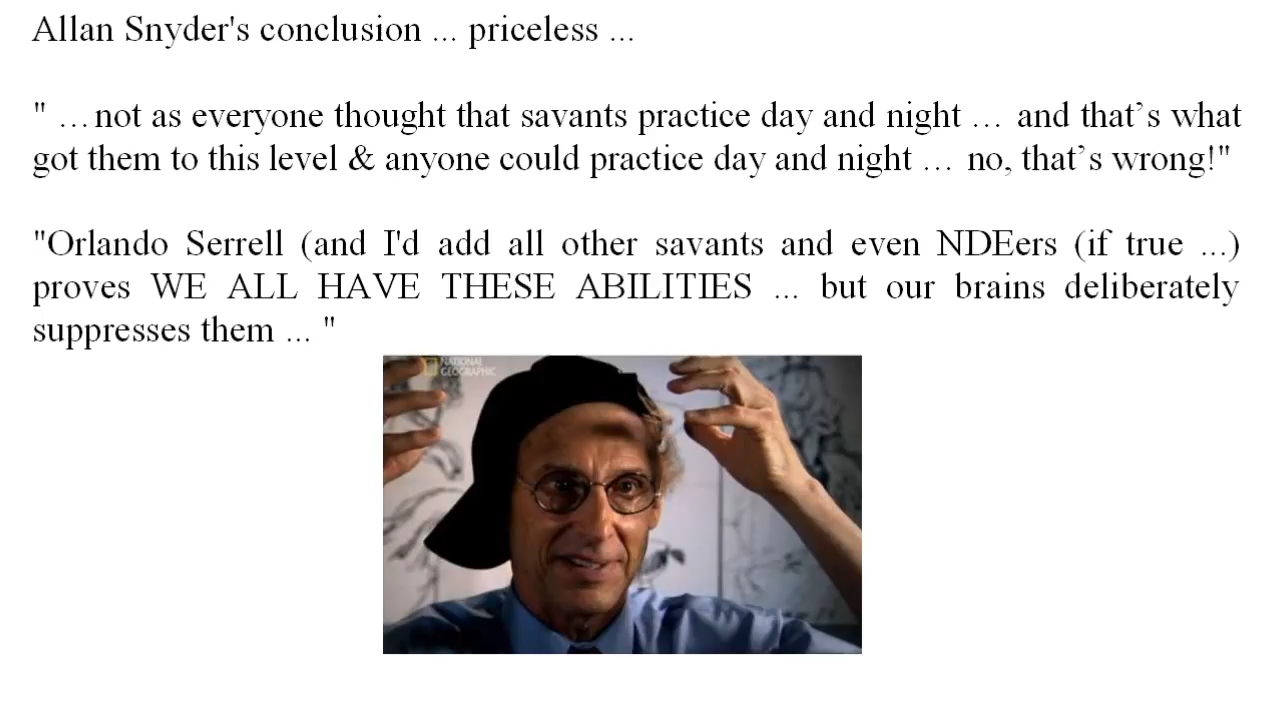 Allan Snyder's conclusion ... priceless ...
" …not as everyone thought that savants practice day and night … and that’s what
got them to this level & anyone could practice day and night … no, that’s wrong!"
"Orlando Serrell (and I'd add all other savants and even NDEers (if true ...)
proves WE ALL HAVE THESE ABILITIES ... but our brains deliberately
suppresses them ... "
NATIONAL
GEOGRAPHIC